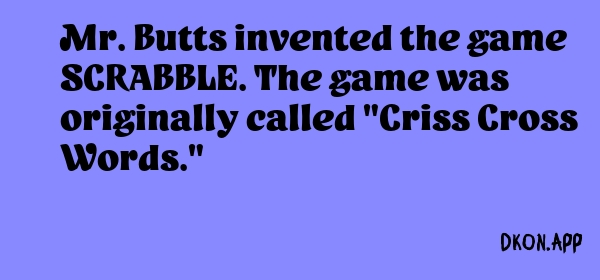 Mr. Butts invented the game
SCRABBLE. The game was
originally called "Criss Cross
Words."
DKON.APP